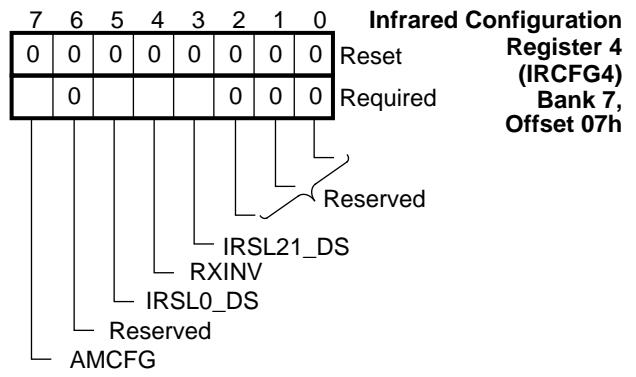 7 6 5 4 3 2 1 0
Infrared Configuration
Register 4
(IRCFG4)
Bank 7,
Offset 07h
0 0 0 0 0 0 0 0 Reset
0 0 0 0 Required
Reserved
IRSL21_DS
RXINV
IRSL0_DS
Reserved
AMCFG